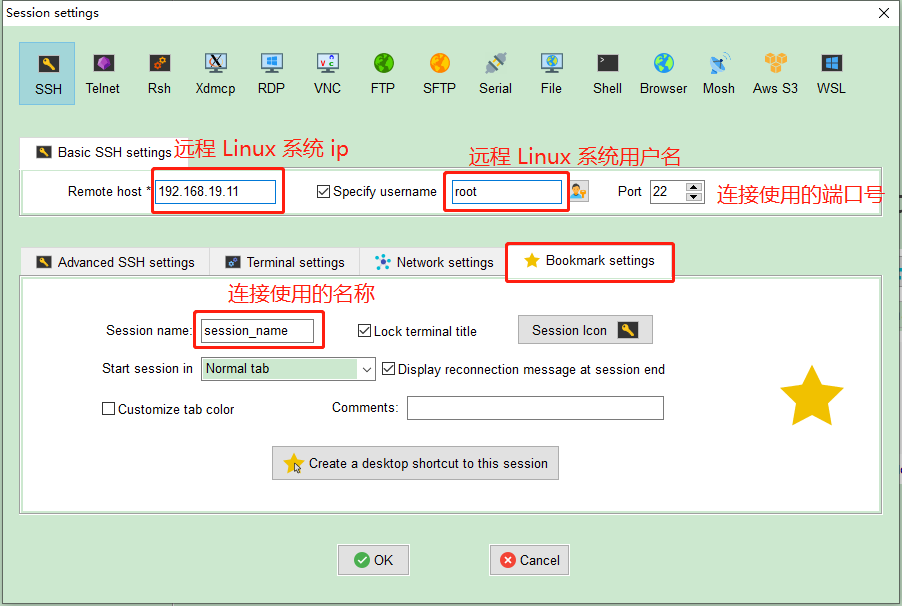 Session settings
SSH Telnet Rsh Xdmcp RDP VNC FTP SFTP Serial File Shell Browser Mosh Aws S3 WSL
远程 Linux 系统 ip
远程 Linux 系统用户名
Basic SSH settings
Remote host * 192.168.19.11 Specify username root Port 22 连接使用的端口号
Advanced SSH settings Terminal settings Network settings Bookmark settings
连接使用的名称
Session name: session_name Lock terminal title Session Icon
Start session in Normal tab Display reconnection message at session end
Customize tab color Comments:
Create a desktop shortcut to this session
OK Cancel